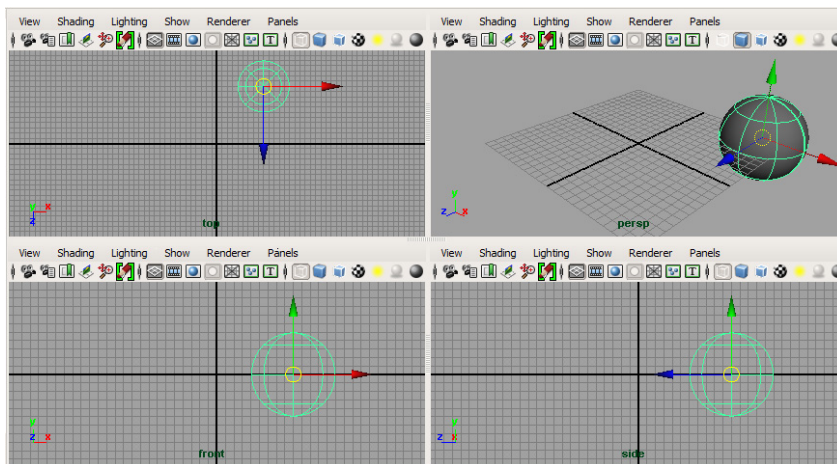 View Shading Lighting Show Renderer Panels
View Shading Lighting Show Renderer Panels
T
T
y
x
z
top
y
z x
persp
View Shading Lighting Show Renderer Panels
View Shading Lighting Show Renderer Panels
T
T
y
z x
front
y
z x
side